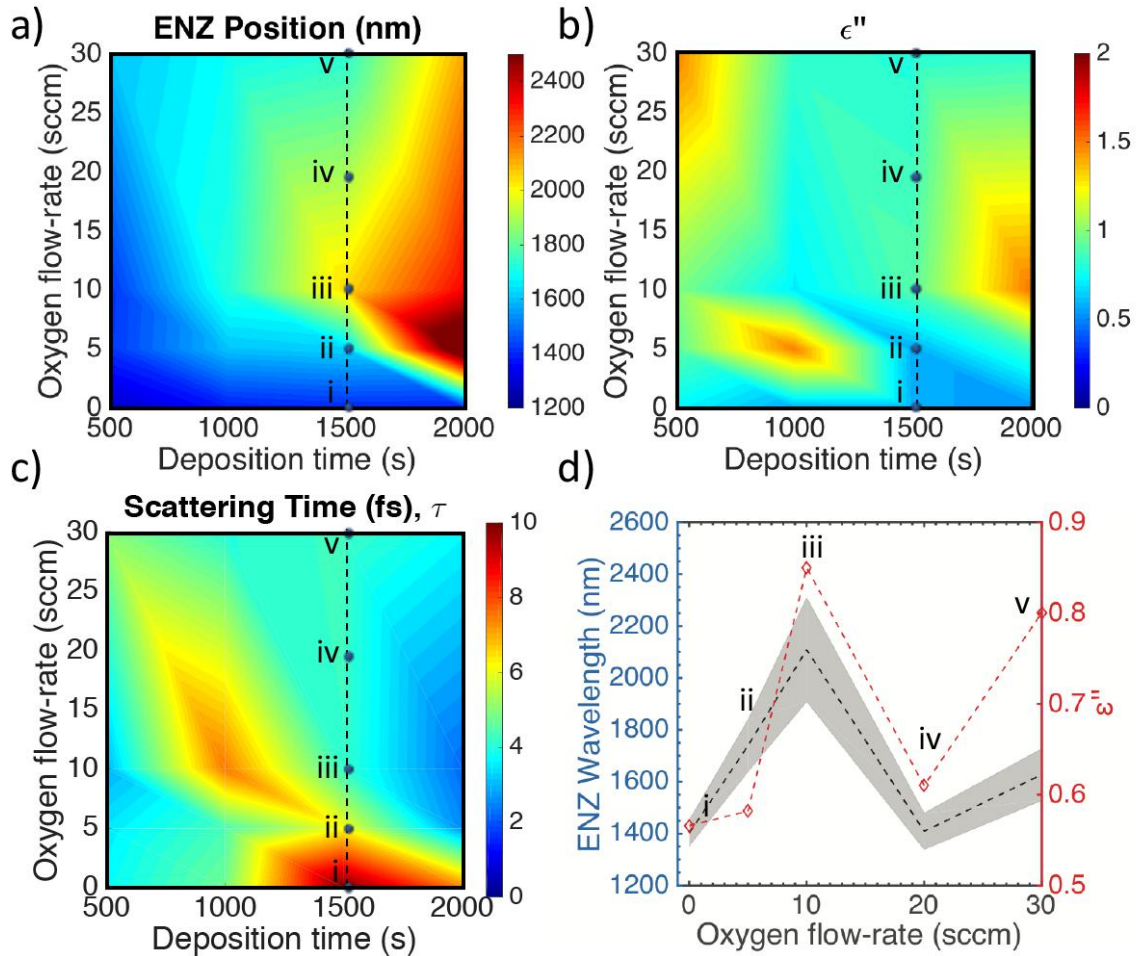 a)
ENZ Position (nm)
Oxygen flow-rate (sccm)
30
25
20
15
10
5
0
v
iv
iii
ii
i
500 1000 1500 2000
Deposition time (s)
2400
2200
2000
1800
1600
1400
1200
b)
ϵ"
Oxygen flow-rate (sccm)
30
25
20
15
10
5
0
v
iv
iii
ii
i
500 1000 1500 2000
Deposition time (s)
2
1.5
1
0.5
0
c)
Scattering Time (fs), τ
Oxygen flow-rate (sccm)
30
25
20
15
10
5
0
v
iv
iii
ii
i
500 1000 1500 2000
Deposition time (s)
10
8
6
4
2
0
d)
ENZ Wavelength (nm)
2600
2400
2200
2000
1800
1600
1400
1200
i
ii
iii
iv
v
0 10 20 30
Oxygen flow-rate (sccm)
0.9
0.8
0.7
0.6
0.5
ε"